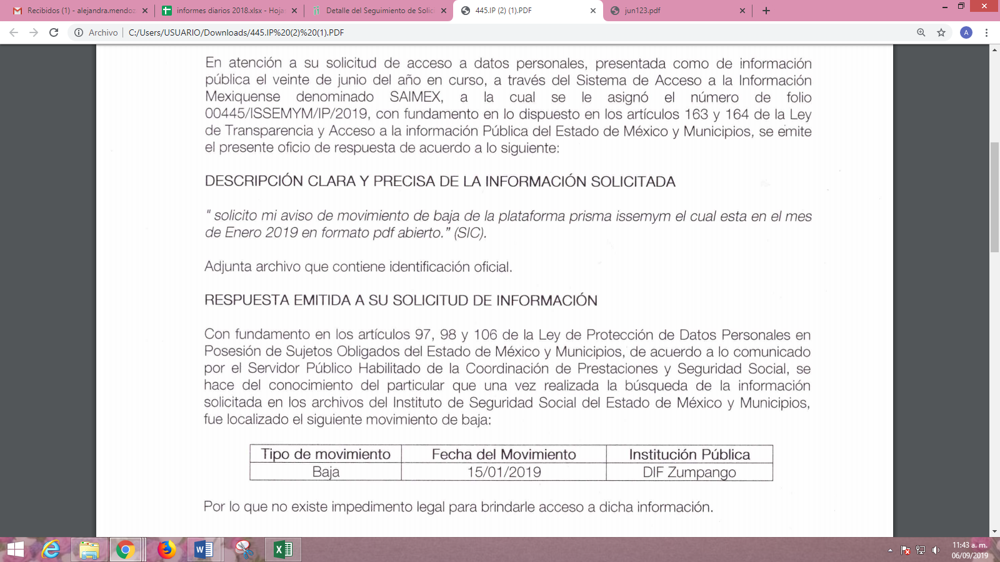 Recibidos (1) - alejandra.mendoz
informes diarios 2018.xlsx - Hoja
Detalle del Seguimiento de Solic
445.IP (2) (1).PDF
jun123.pdf
Archivo
C:/Users/USUARIO/Downloads/445.IP%20(2)%20(1).PDF
A
En atención a su solicitud de acceso a datos personales, presentada como de información
pública el veinte de junio del año en curso, a través del Sistema de Acceso a la Información
Mexiquense denominado SAIMEX, a la cual se le asignó el número de folio
00445/ISSEMYM/IP/2019, con fundamento en lo dispuesto en los artículos 163 y 164 de la Ley
de Transparencia y Acceso a la información Pública del Estado de México y Municipios, se emite
el presente oficio de respuesta de acuerdo a lo siguiente:
DESCRIPCIÓN CLARA Y PRECISA DE LA INFORMACIÓN SOLICITADA
" solicito mi aviso de movimiento de baja de la plataforma prisma issemym el cual esta en el mes
de Enero 2019 en formato pdf abierto.” (SIC).
Adjunta archivo que contiene identificación oficial.
RESPUESTA EMITIDA A SU SOLICITUD DE INFORMACIÓN
Con fundamento en los artículos 97, 98 y 106 de la Ley de Protección de Datos Personales en
Posesión de Sujetos Obligados del Estado de México y Municipios, de acuerdo a lo comunicado
por el Servidor Público Habilitado de la Coordinación de Prestaciones y Seguridad Social, se
hace del conocimiento del particular que una vez realizada la búsqueda de la información
solicitada en los archivos del Instituto de Seguridad Social del Estado de México y Municipios,
fue localizado el siguiente movimiento de baja:
Tipo de movimiento Fecha del Movimiento Institución Pública
Baja 15/01/2019 DIF Zumpango
Por lo que no existe impedimento legal para brindarle acceso a dicha información.
11:43 a. m.
06/09/2019